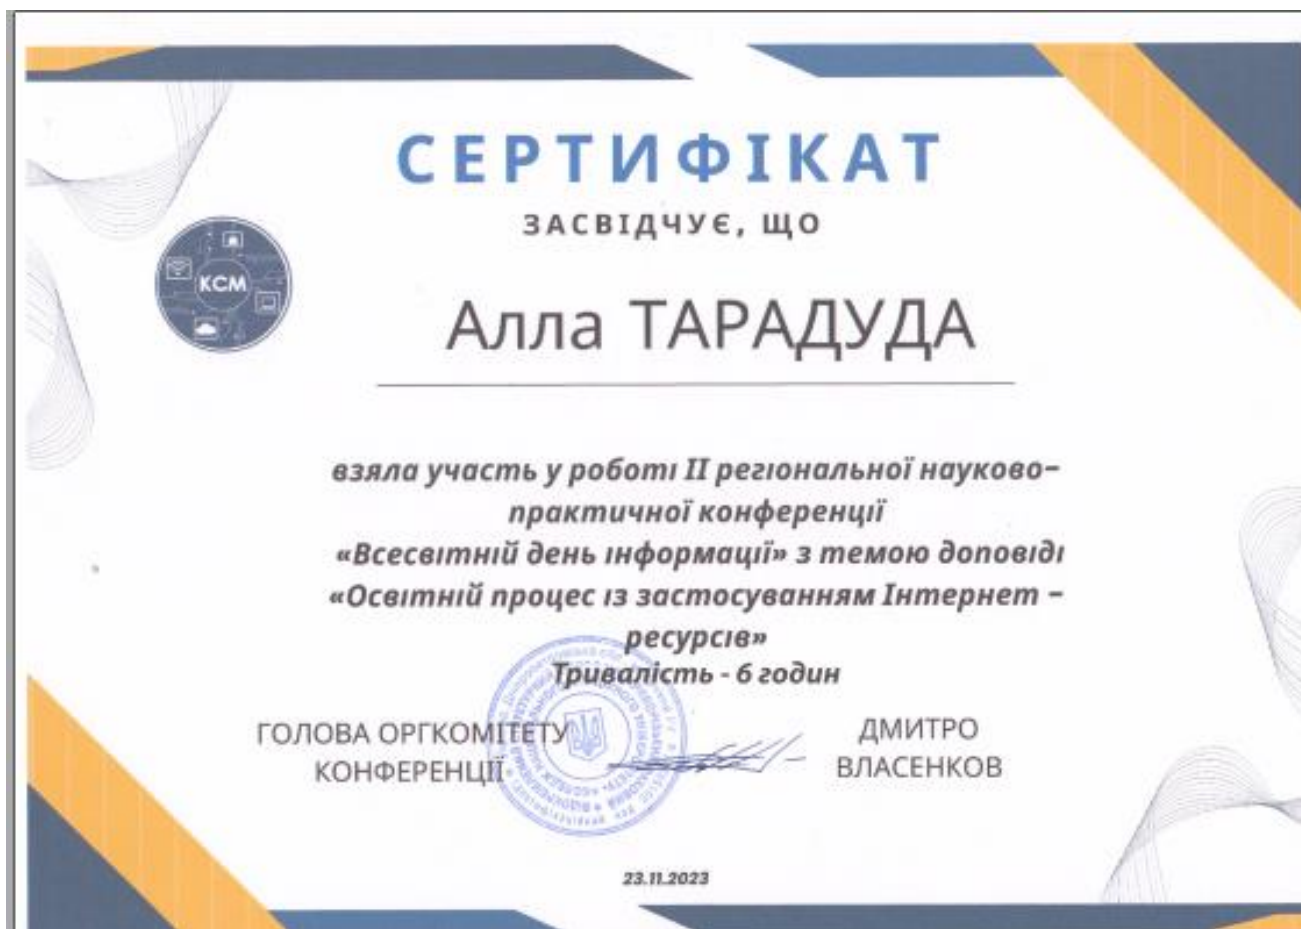 СЕРТИФІКАТ
ЗАСВІДЧУЄ, ЩО
КСМ
Алла ТАРАДУДА
взяла участь у роботі II регіональної науково-
практичної конференції
«Всесвітній день інформації» з темою доповіді
«Освітній процес із застосуванням Інтернет –
ресурсів»
Тривалість - 6 годин
ГОЛОВА ОРГКОМІТЕТУ
КОНФЕРЕНЦІЇ
ДМИТРО
ВЛАСЕНКОВ
23.11.2023